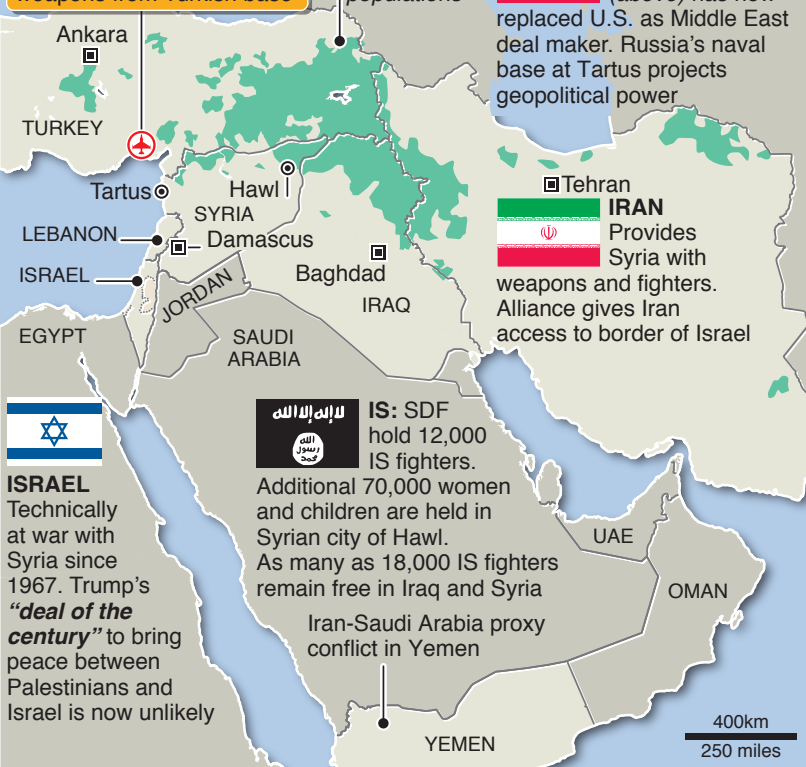 weapons from Turkish base
populations
(above) has now
replaced U.S. as Middle East
deal maker. Russia's naval
base at Tartus projects
geopolitical power
Ankara
TURKEY
Tartus
Hawl
SYRIA
LEBANON
Damascus
ISRAEL
Baghdad
JORDAN
IRAQ
EGYPT
SAUDI
ARABIA
Tehran
IRAN
Provides
Syria with
weapons and fighters.
Alliance gives Iran
access to border of Israel
لا إله إلا الله
الله
رسول
محمد
IS: SDF
hold 12,000
IS fighters.
Additional 70,000 women
and children are held in
Syrian city of Hawl.
As many as 18,000 IS fighters
remain free in Iraq and Syria
ISRAEL
Technically
at war with
Syria since
1967. Trump's
“deal of the
century” to bring
peace between
Palestinians and
Israel is now unlikely
Iran-Saudi Arabia proxy
conflict in Yemen
UAE
OMAN
YEMEN
400km
250 miles